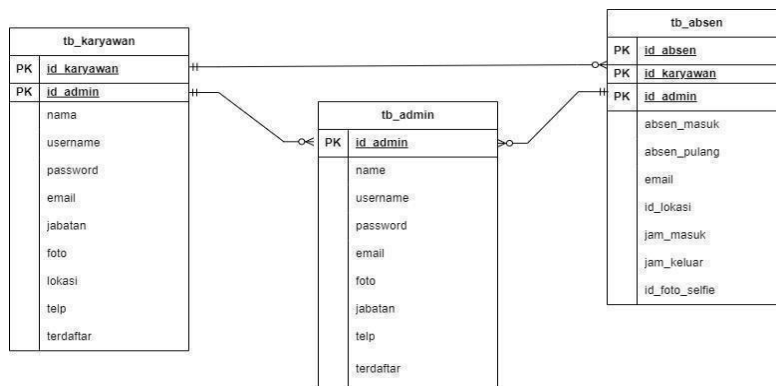 tb_karyawan
PK id_karyawan
PK id_admin
nama
username
password
email
jabatan
foto
lokasi
telp
terdaftar
tb_admin
PK id_admin
name
username
password
email
foto
jabatan
telp
terdaftar
tb_absen
PK id_absen
PK id_karyawan
PK id_admin
absen_masuk
absen_pulang
email
id_lokasi
jam_masuk
jam_keluar
id_foto_selfie